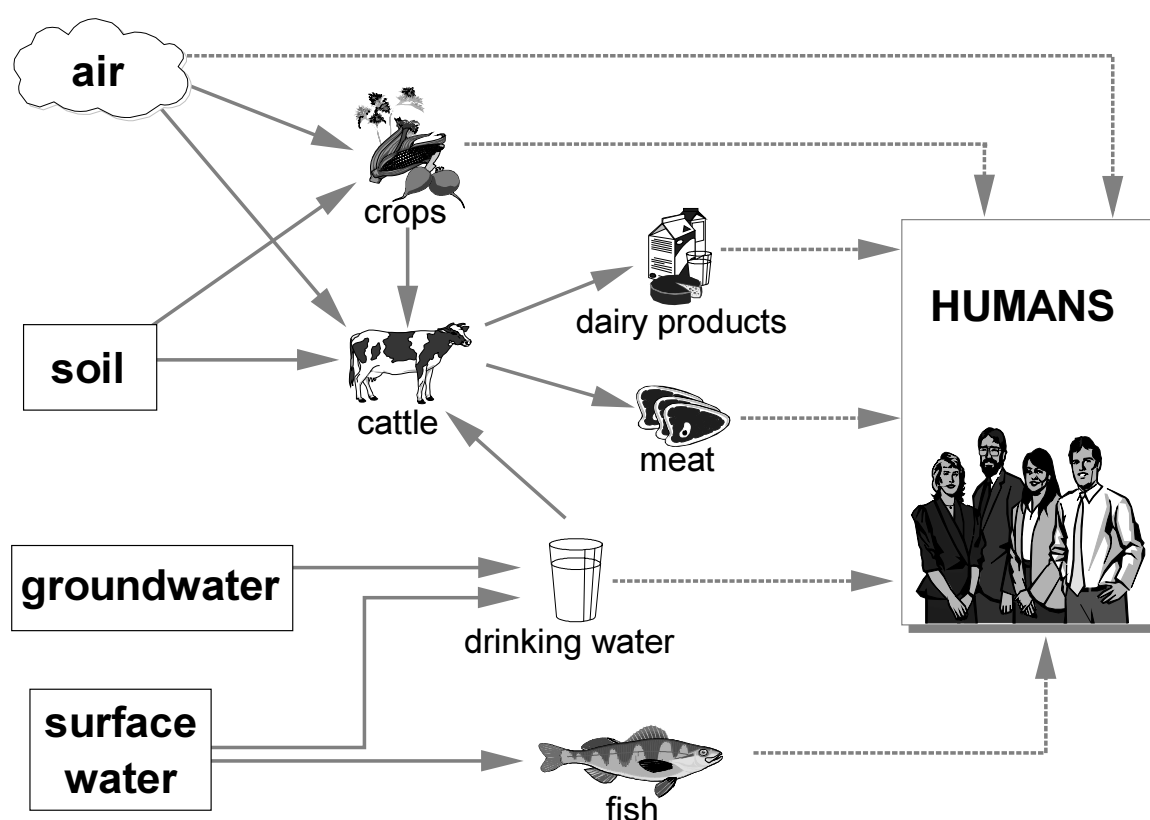 air
crops
dairy products
HUMANS
soil
cattle
meat
groundwater
drinking water
surface
water
fish